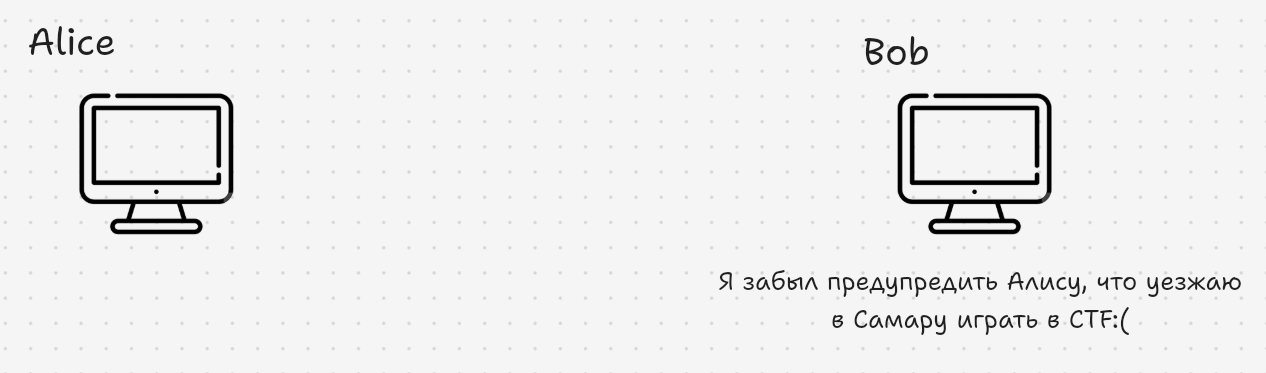 Alice
Bob
Я забыл предупредить Алису, что уезжаю
в Самару играть в CTF:(